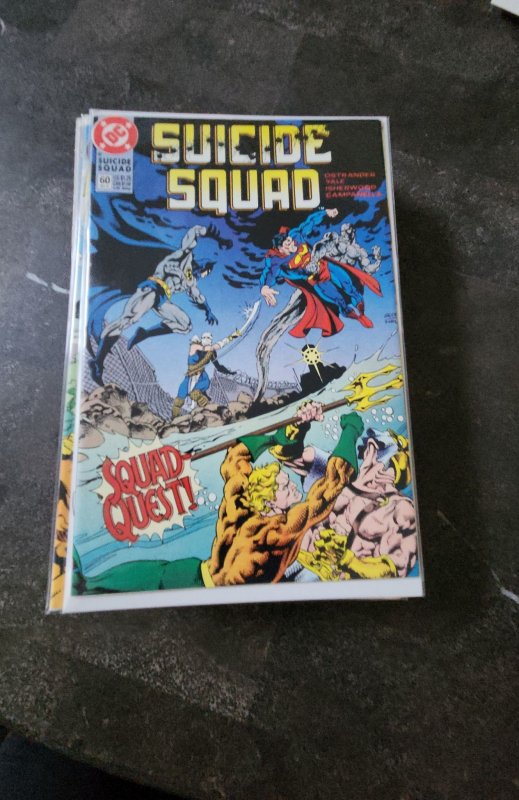 DC
SUICIDE
SQUAD
60
SUICIDE
SQUAD
OSTRANDER
YALE
ISHERWOOD
CAMPANELLA
SQUAD
QUEST!